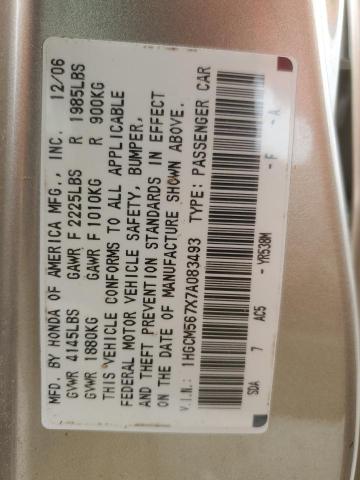 MFD. BY HONDA OF AMERICA MFG., INC. 12/06
GVWR 4145LBS GAWR F 2225LBS R 1985LBS
GVWR 1880KG GAWR F 1010KG R 900KG
THIS VEHICLE CONFORMS TO ALL APPLICABLE
FEDERAL MOTOR VEHICLE SAFETY, BUMPER,
AND THEFT PREVENTION STANDARDS IN EFFECT
ON THE DATE OF MANUFACTURE SHOWN ABOVE.
V.I.N: 1HGCM567X7A083493 TYPE: PASSENGER CAR
SDA 7 AC5 - YR538M - F - A